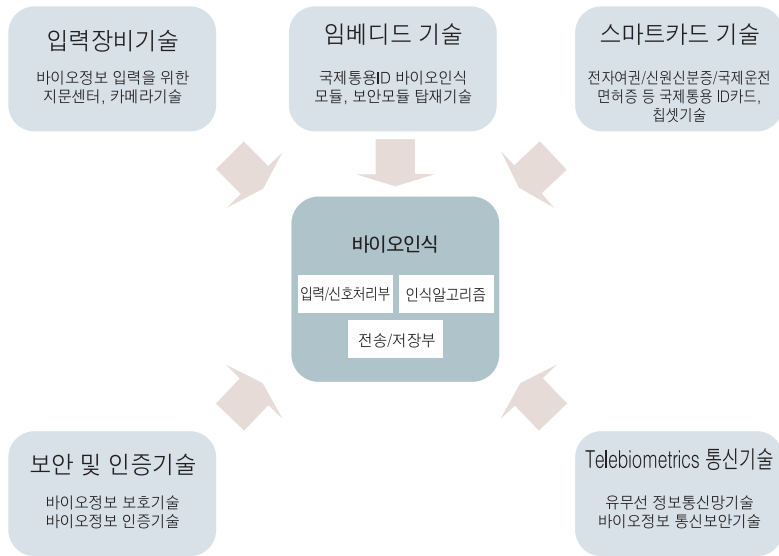 입력장비기술
바이오정보 입력을 위한
지문센터, 카메라기술
임베디드 기술
국제통용ID 바이오인식
모듈, 보안모듈 탑재기술
스마트카드 기술
전자여권/신원신분증/국제운전
면허증 등 국제통용 ID카드,
칩셋기술
바이오인식
입력/신호처리부
인식알고리즘
전송/저장부
보안 및 인증기술
바이오정보 보호기술
바이오정보 인증기술
Telebiometrics 통신기술
유무선 정보통신망기술
바이오정보 통신보안기술